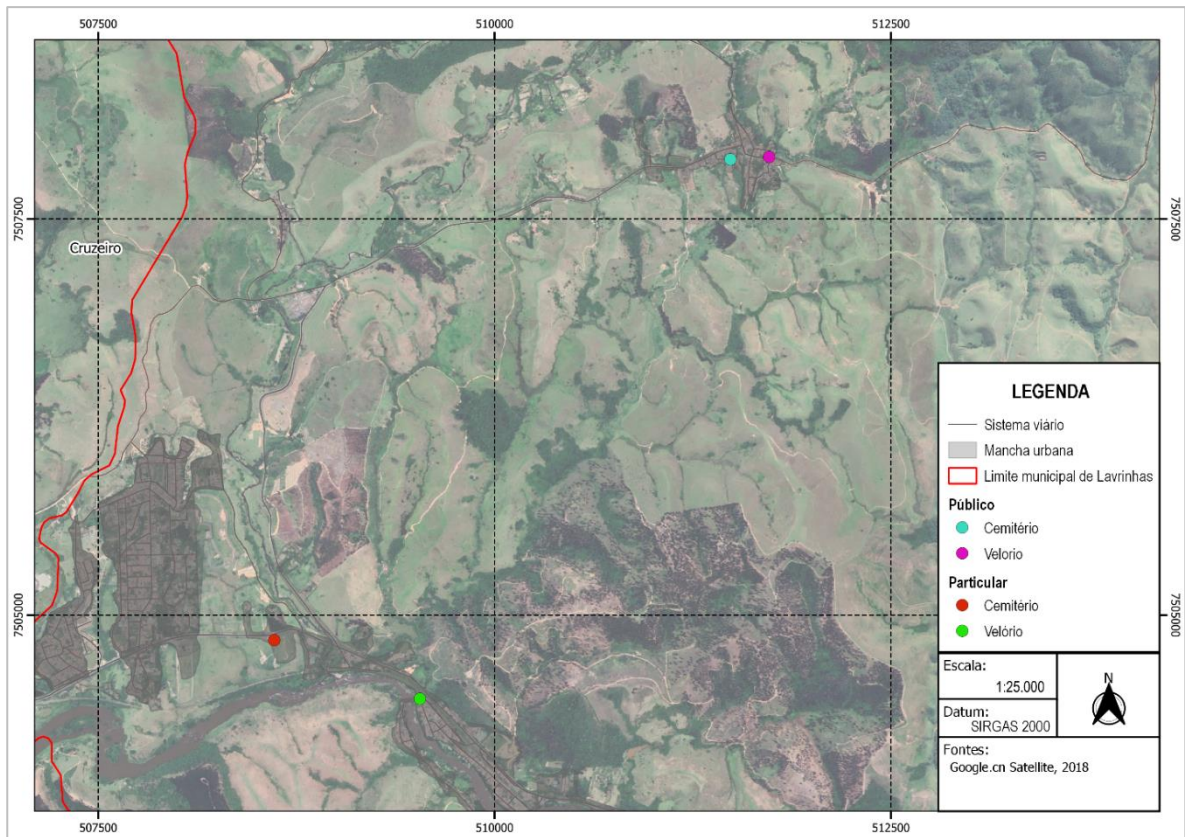 507500
510000
512500
7507500
7507500
Cruzeiro
LEGENDA
Sistema viário
Mancha urbana
Limite municipal de Lavrinhas
Público
Cemitério
Velorio
Particular
Cemitério
Velório
7505000
7505000
Escala:
1:25.000
N
Datum:
SIRGAS 2000
Fontes:
Google.cn Satellite, 2018
507500
510000
512500